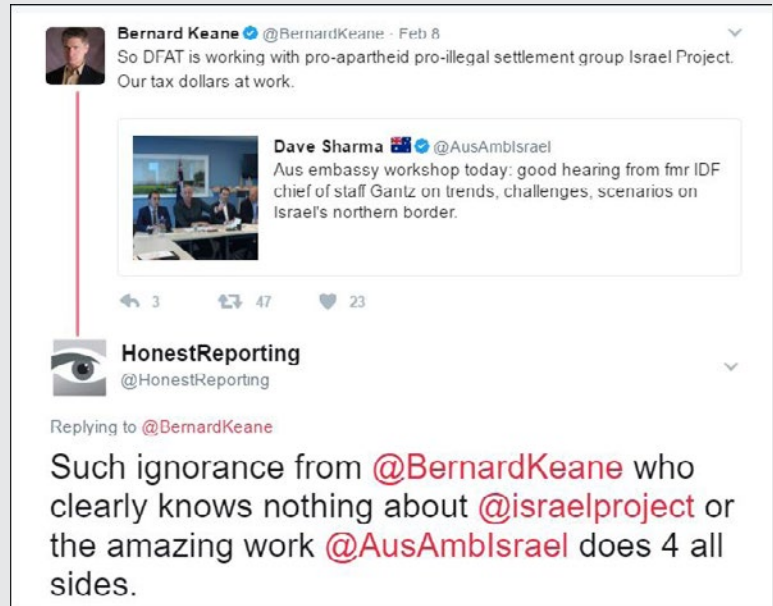 Bernard Keane @BernardKeane · Feb 8
So DFAT is working with pro-apartheid pro-illegal settlement group Israel Project.
Our tax dollars at work.
Dave Sharma @AusAmbIsrael
Aus embassy workshop today: good hearing from fmr IDF
chief of staff Gantz on trends, challenges, scenarios on
Israel's northern border.
3 47 23
HonestReporting
@HonestReporting
Replying to @BernardKeane
Such ignorance from @BernardKeane who
clearly knows nothing about @israelproject or
the amazing work @AusAmbIsrael does 4 all
sides.